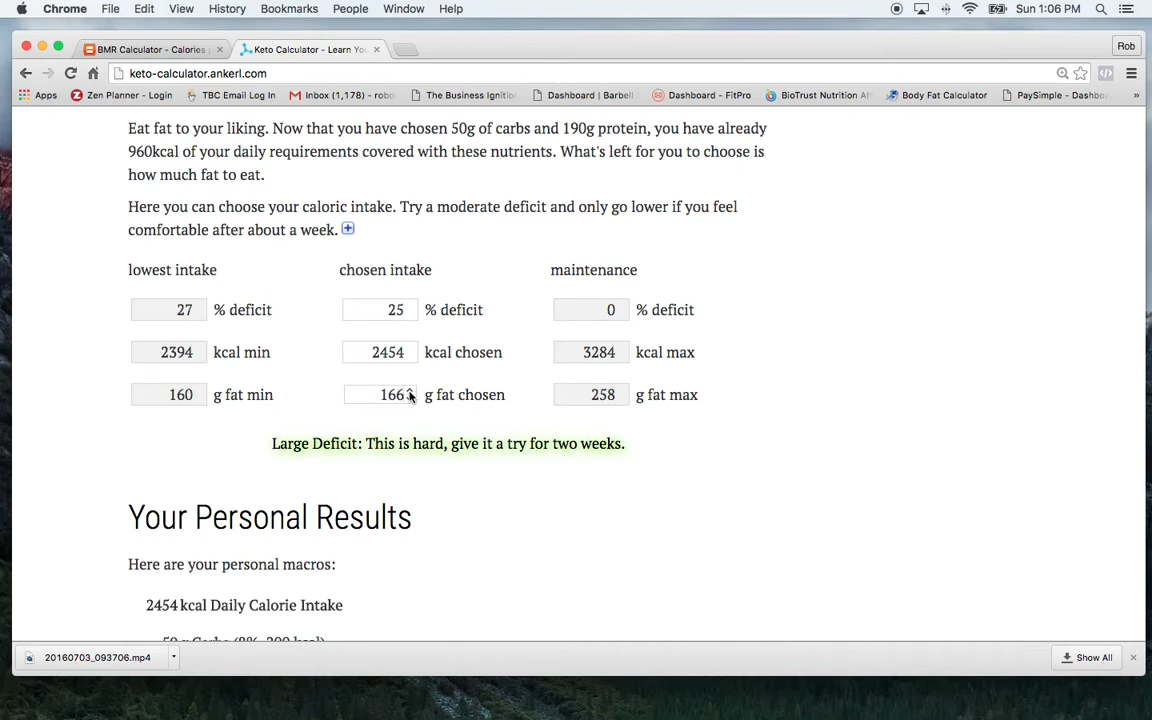 Chrome File Edit View History Bookmarks People Window Help Sun 1:06 PM
BMR Calculator - Calories Keto Calculator - Learn Yo Rob
keto-calculator.ankerl.com
Apps Zen Planner - Login TBC Email Log In Inbox (1,178) - robo The Business Ignitio Dashboard | Barbell Dashboard - FitPro BioTrust Nutrition Af Body Fat Calculator PaySimple - Dashbo »
Eat fat to your liking. Now that you have chosen 50g of carbs and 190g protein, you have already
960kcal of your daily requirements covered with these nutrients. What's left for you to choose is
how much fat to eat.
Here you can choose your caloric intake. Try a moderate deficit and only go lower if you feel
comfortable after about a week.
lowest intake chosen intake maintenance
27 % deficit 25 % deficit 0 % deficit
2394 kcal min 2454 kcal chosen 3284 kcal max
160 g fat min 166 g fat chosen 258 g fat max
Large Deficit: This is hard, give it a try for two weeks.
Your Personal Results
Here are your personal macros:
2454 kcal Daily Calorie Intake
50 g Carbs (8%, 200 kcal)
20160703_093706.mp4 Show All